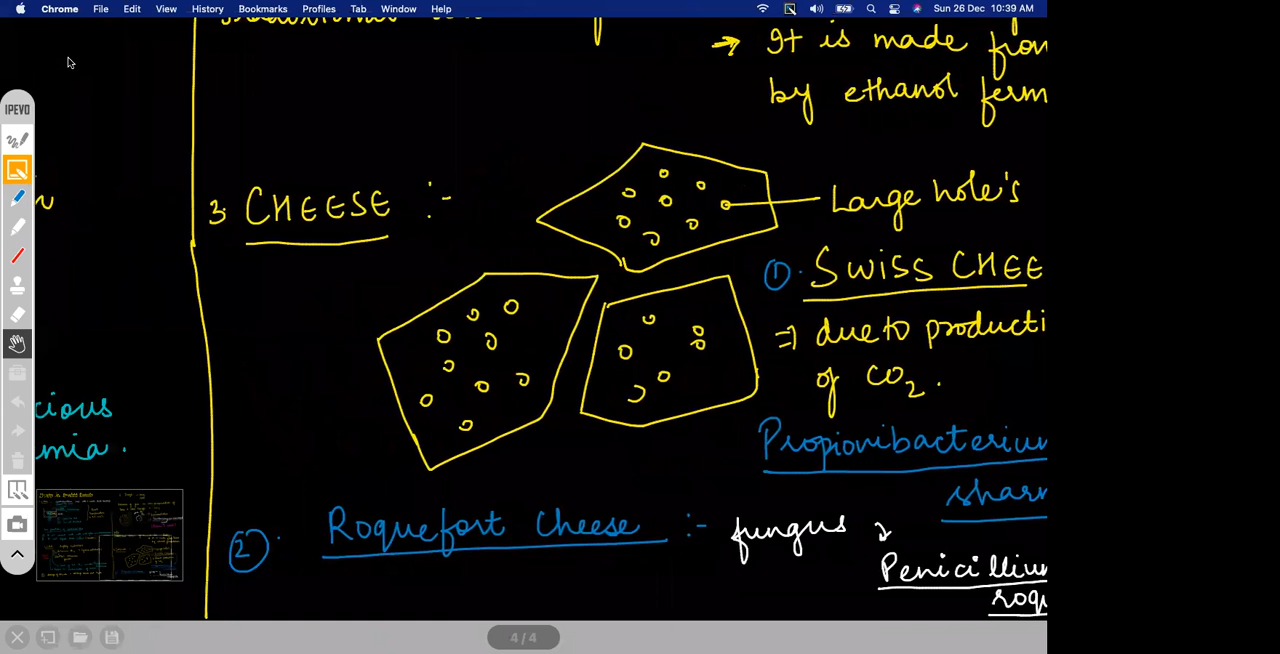 Chrome File Edit View History Bookmarks Profiles Tab Window Help Sun 26 Dec 10:39 AM
→ It is made from
by ethanol ferm
IPEVO
3. CHEESE :-
Large hole's
① SWISS CHEE
⇒ due to producti
of CO2.
cious
mia.
Propionibacterium
sharm
② Roquefort Cheese :- fungus
Penicillium
roqu
4 / 4